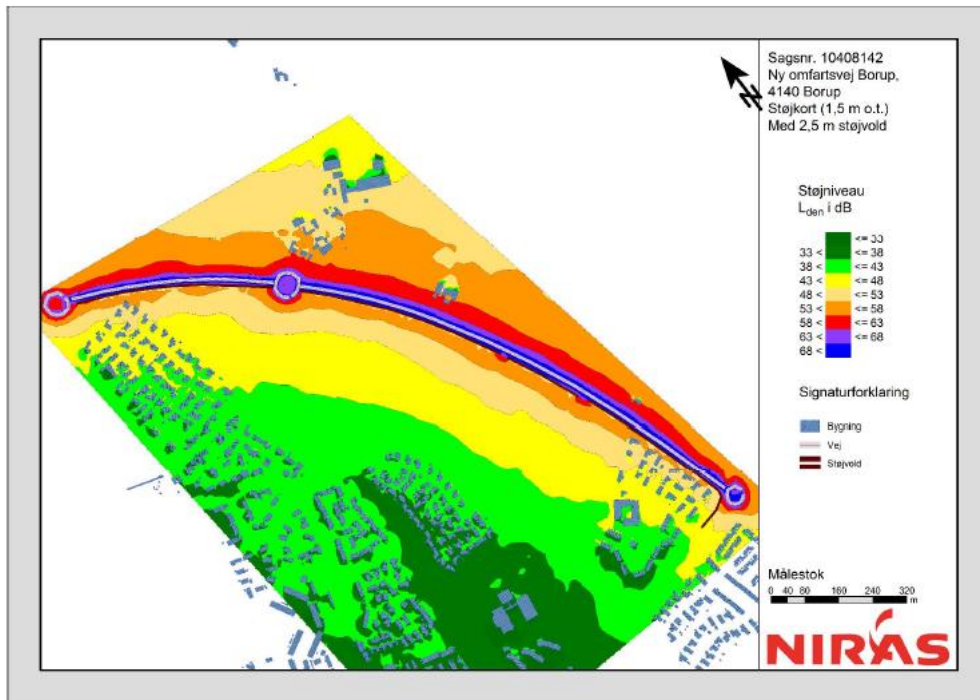 Sagsnr. 10408142
Ny omfartsvej Borup,
4140 Borup
Støjkort (1,5 m o.t.)
Med 2,5 m støjvold
N
Støjniveau
Lden i dB
<= 33
33 < <= 38
38 < <= 43
43 < <= 48
48 < <= 53
53 < <= 58
58 < <= 63
63 < <= 68
68 <
Signaturforklaring
Bygning
Vej
Støjvold
Målestok
0 40 80 160 240 320
m
NIRAS